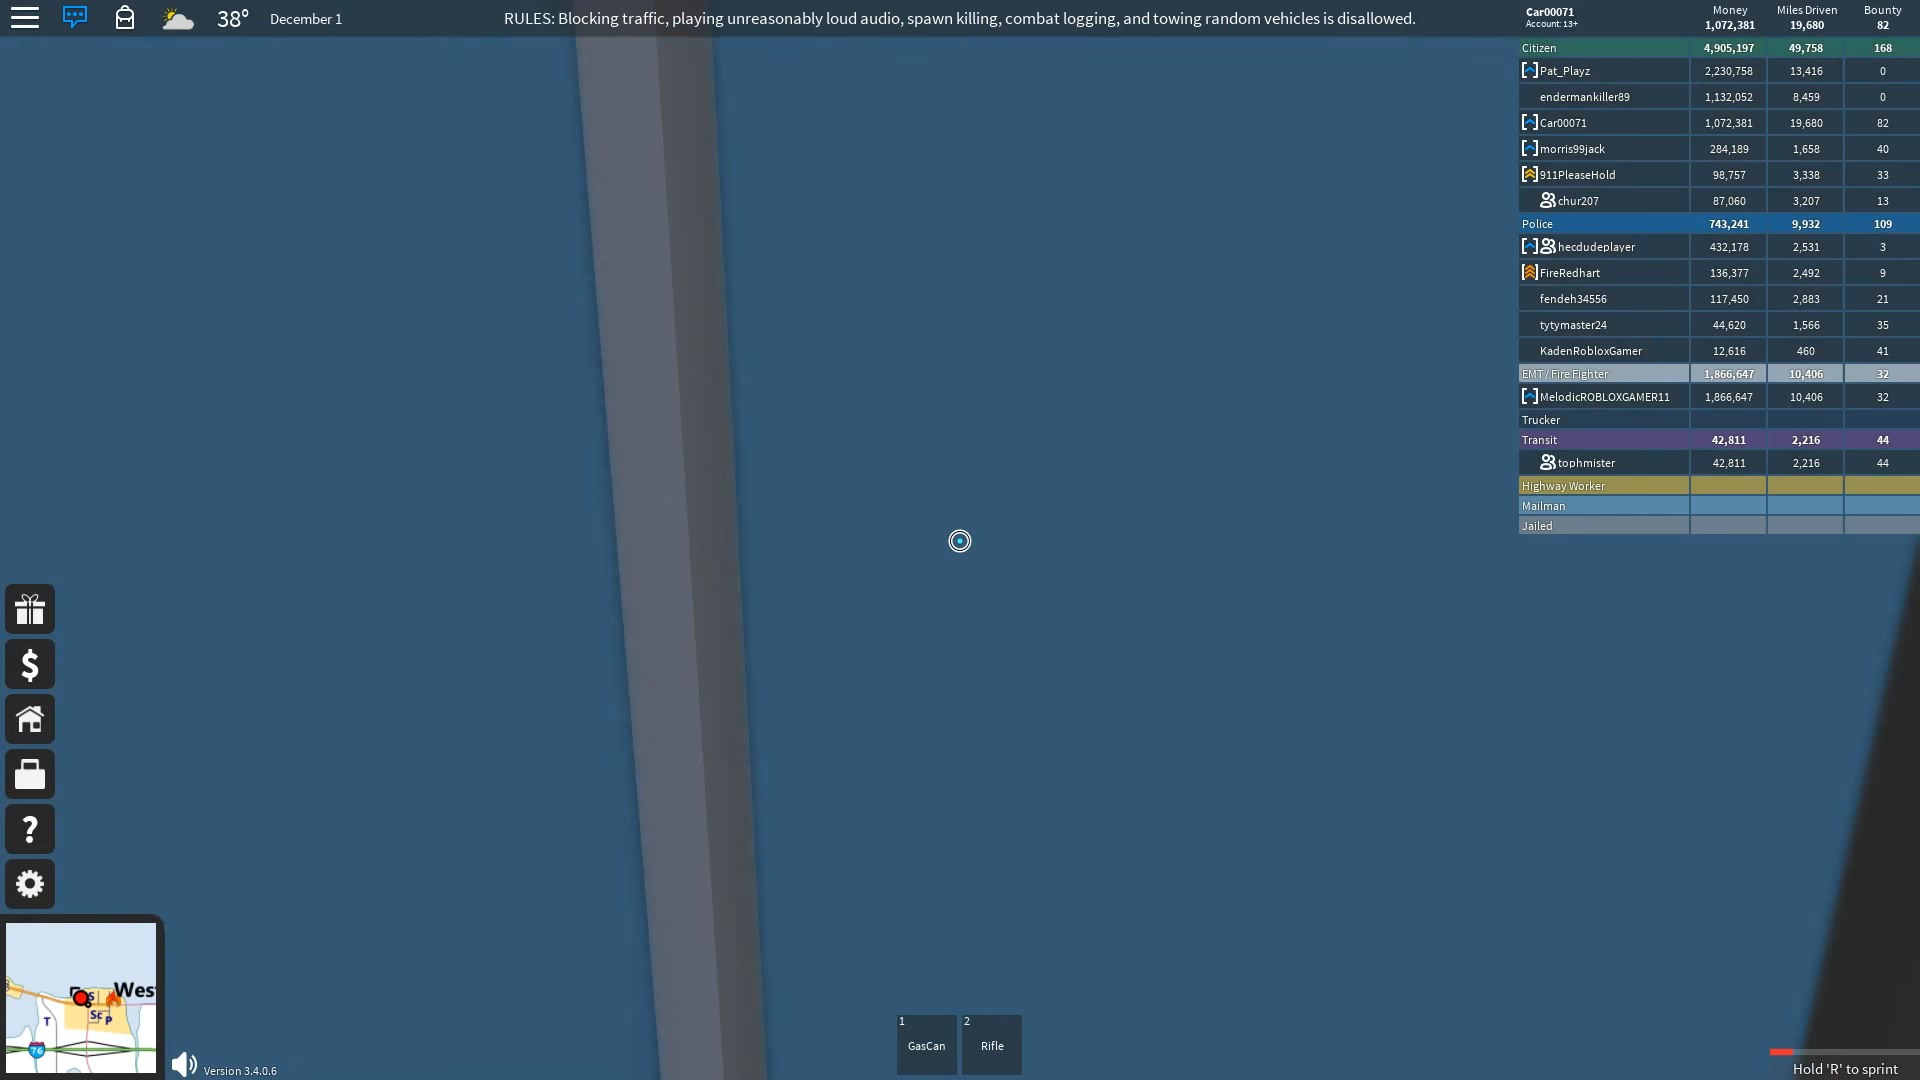 38° December 1
RULES: Blocking traffic, playing unreasonably loud audio, spawn killing, combat logging, and towing random vehicles is disallowed.
Car00071 Money Miles Driven Bounty
Account: 13+ 1,072,381 19,680 82
Citizen 4,905,197 49,758 168
Pat_Playz 2,230,758 13,416 0
endermankiller89 1,132,052 8,459 0
Car00071 1,072,381 19,680 82
morris99jack 284,189 1,658 40
911PleaseHold 98,757 3,338 33
chur207 87,060 3,207 13
Police 743,241 9,932 109
hecdudeplayer 432,178 2,531 3
FireRedhart 136,377 2,492 9
fendeh34556 117,450 2,883 21
tytymaster24 44,620 1,566 35
KadenRobloxGamer 12,616 460 41
EMT / Fire Fighter 1,866,647 10,406 32
MelodicROBLOXGAMER11 1,866,647 10,406 32
Trucker
Transit 42,811 2,216 44
tophmister 42,811 2,216 44
Highway Worker
Mailman
Jailed
$
?
Wes
S
Sc P
T
76
Version 3.4.0.6
1 GasCan
2 Rifle
Hold 'R' to sprint